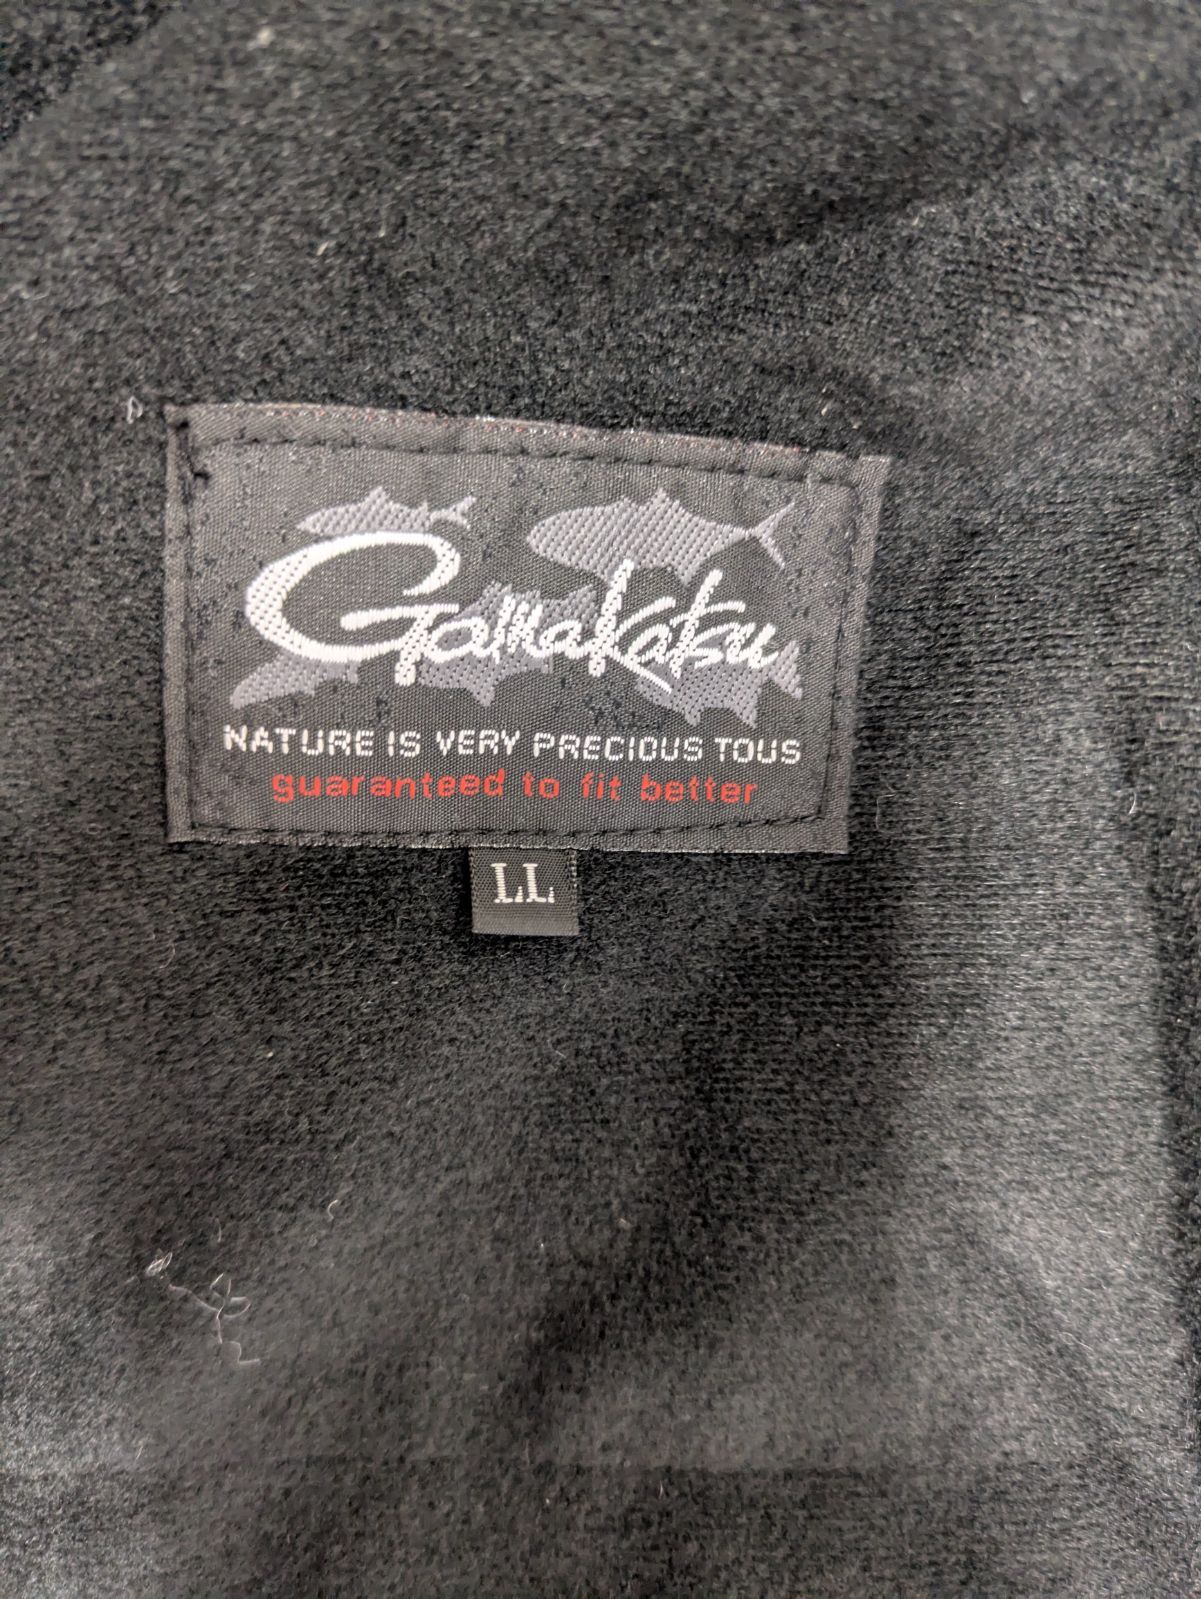 Gamakatsu
NATURE IS VERY PRECIOUS TOUS
guaranteed to fit better
LL